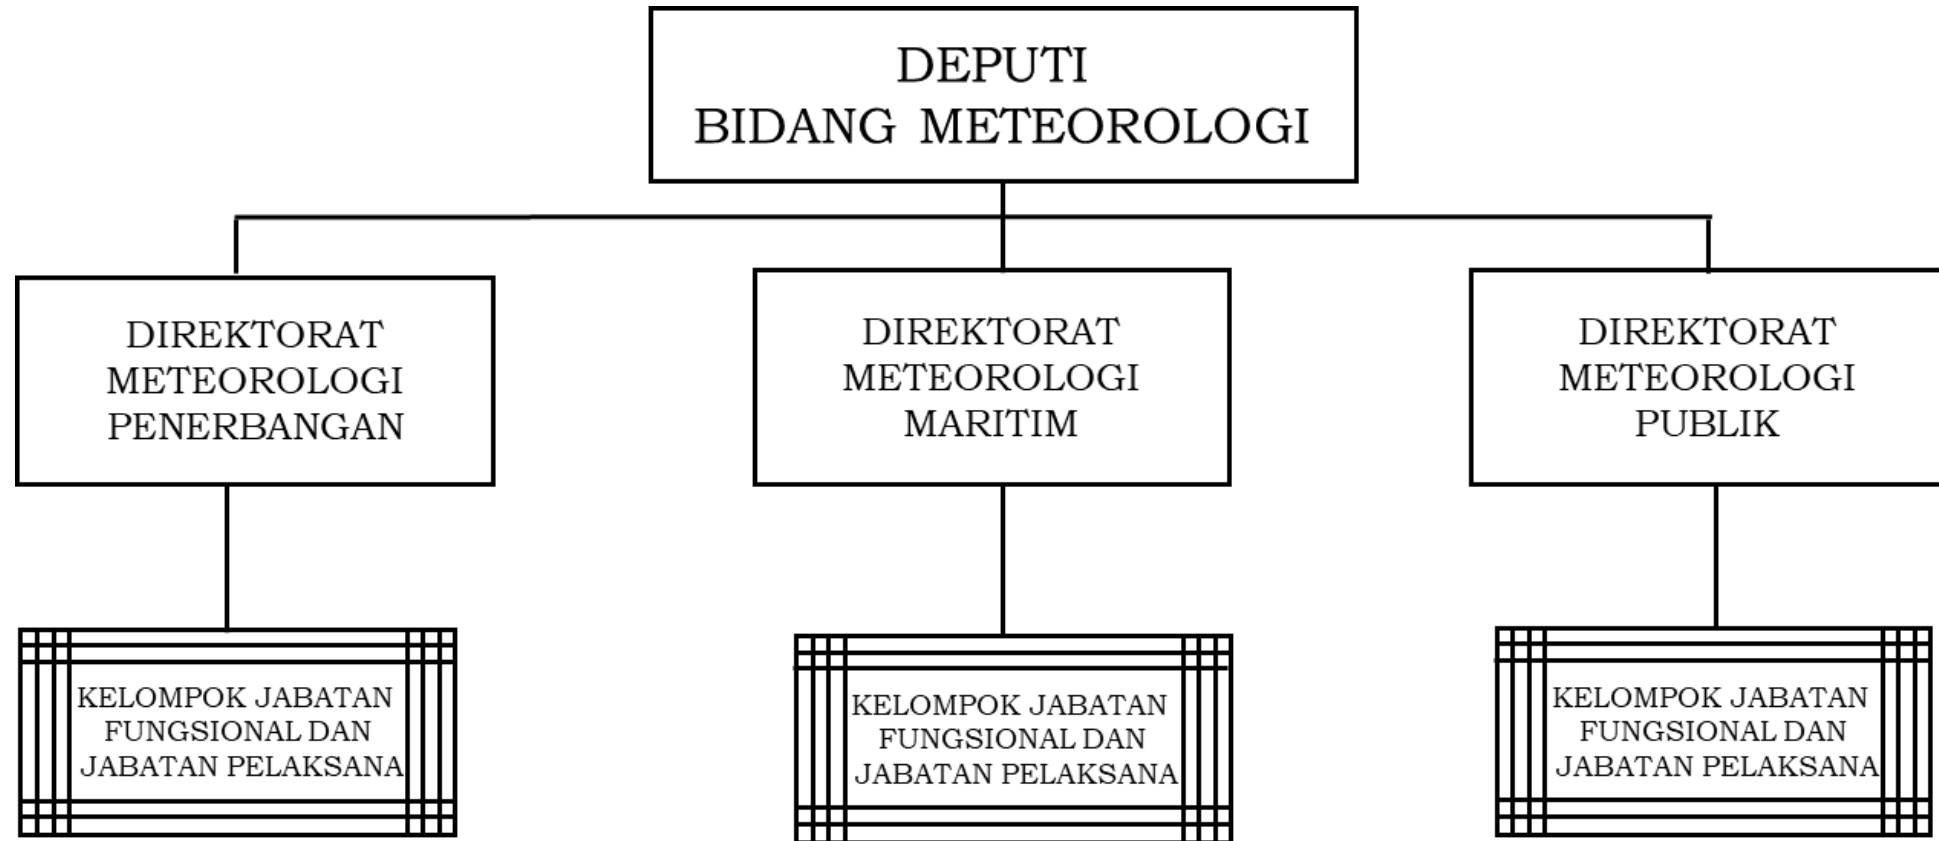 DEPUTI
BIDANG METEOROLOGI
DIREKTORAT
METEOROLOGI
PENERBANGAN
DIREKTORAT
METEOROLOGI
MARITIM
DIREKTORAT
METEOROLOGI
PUBLIK
KELOMPOK JABATAN
FUNGSIONAL DAN
JABATAN PELAKSANA
KELOMPOK JABATAN
FUNGSIONAL DAN
JABATAN PELAKSANA
KELOMPOK JABATAN
FUNGSIONAL DAN
JABATAN PELAKSANA